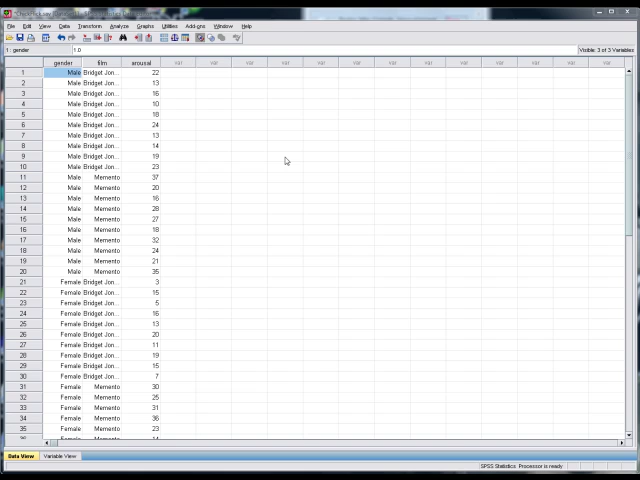 File Edit View Data Transform Analyze Graphs Utilities Add-ons Window Help
1 : gender 1.0 Visible: 3 of 3 Variables
gender film arousal var var var var var var var var var var var var var
1 Male Bridget Jon... 22
2 Male Bridget Jon... 13
3 Male Bridget Jon... 16
4 Male Bridget Jon... 10
5 Male Bridget Jon... 18
6 Male Bridget Jon... 24
7 Male Bridget Jon... 13
8 Male Bridget Jon... 14
9 Male Bridget Jon... 19
10 Male Bridget Jon... 23
11 Male Memento 37
12 Male Memento 20
13 Male Memento 16
14 Male Memento 28
15 Male Memento 27
16 Male Memento 18
17 Male Memento 32
18 Male Memento 24
19 Male Memento 21
20 Male Memento 35
21 Female Bridget Jon... 3
22 Female Bridget Jon... 15
23 Female Bridget Jon... 5
24 Female Bridget Jon... 16
25 Female Bridget Jon... 13
26 Female Bridget Jon... 20
27 Female Bridget Jon... 11
28 Female Bridget Jon... 19
29 Female Bridget Jon... 15
30 Female Bridget Jon... 7
31 Female Memento 30
32 Female Memento 25
33 Female Memento 31
34 Female Memento 36
35 Female Memento 23
Female Memento
Data View Variable View
SPSS Statistics Processor is ready